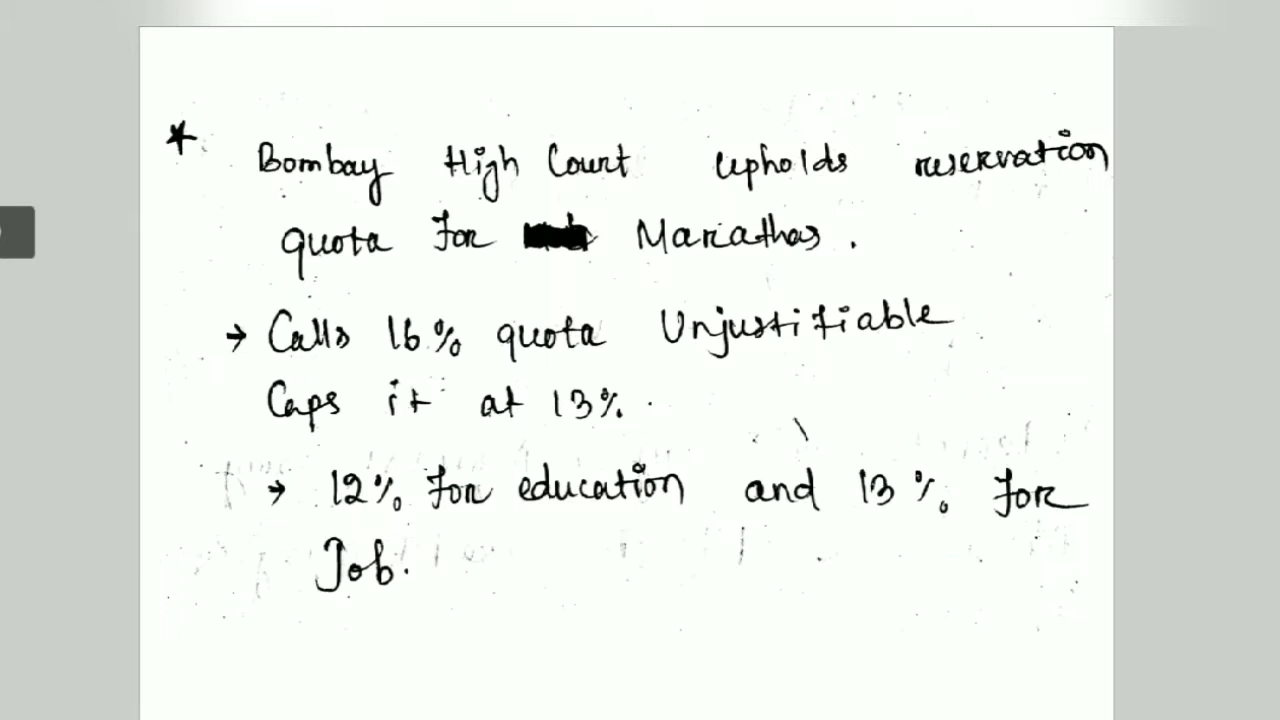 * Bombay High Court upholds reservation
quota for Marathas.
→ Calls 16% quota Unjustifiable
Caps it at 13%.
→ 12% for education and 13% for
Job.